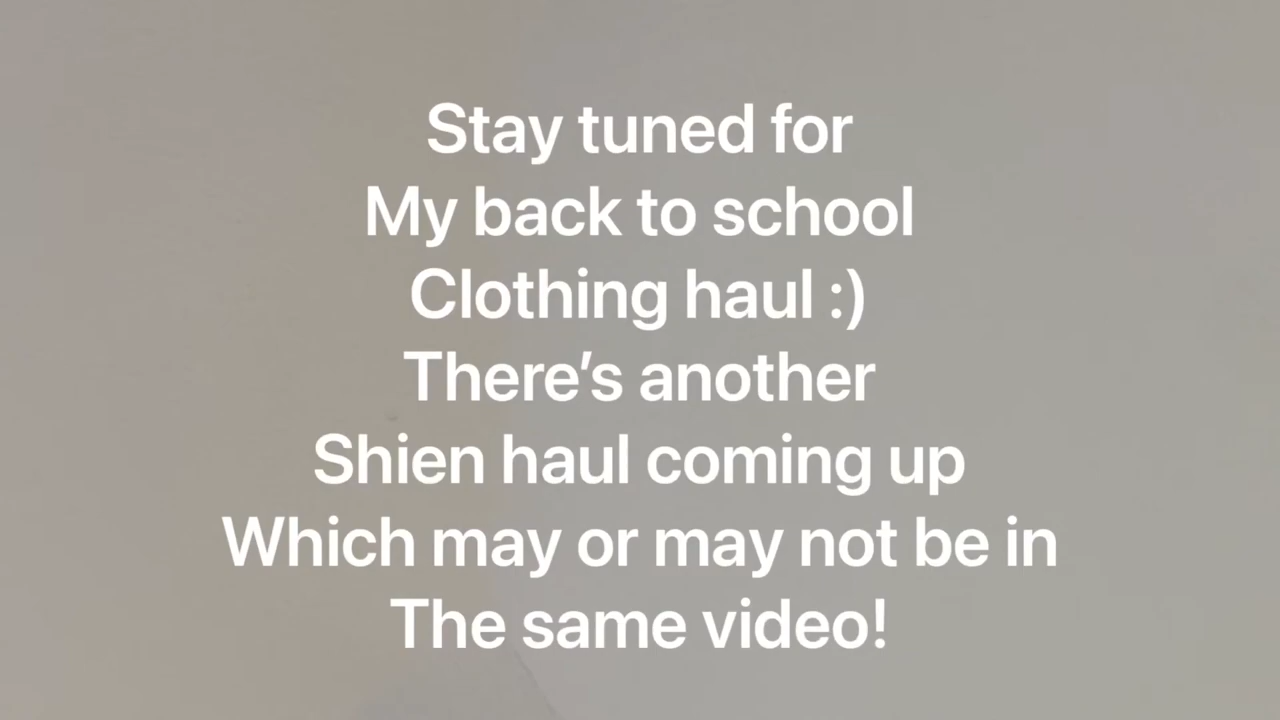 Stay tuned for
My back to school
Clothing haul :)
There’s another
Shien haul coming up
Which may or may not be in
The same video!